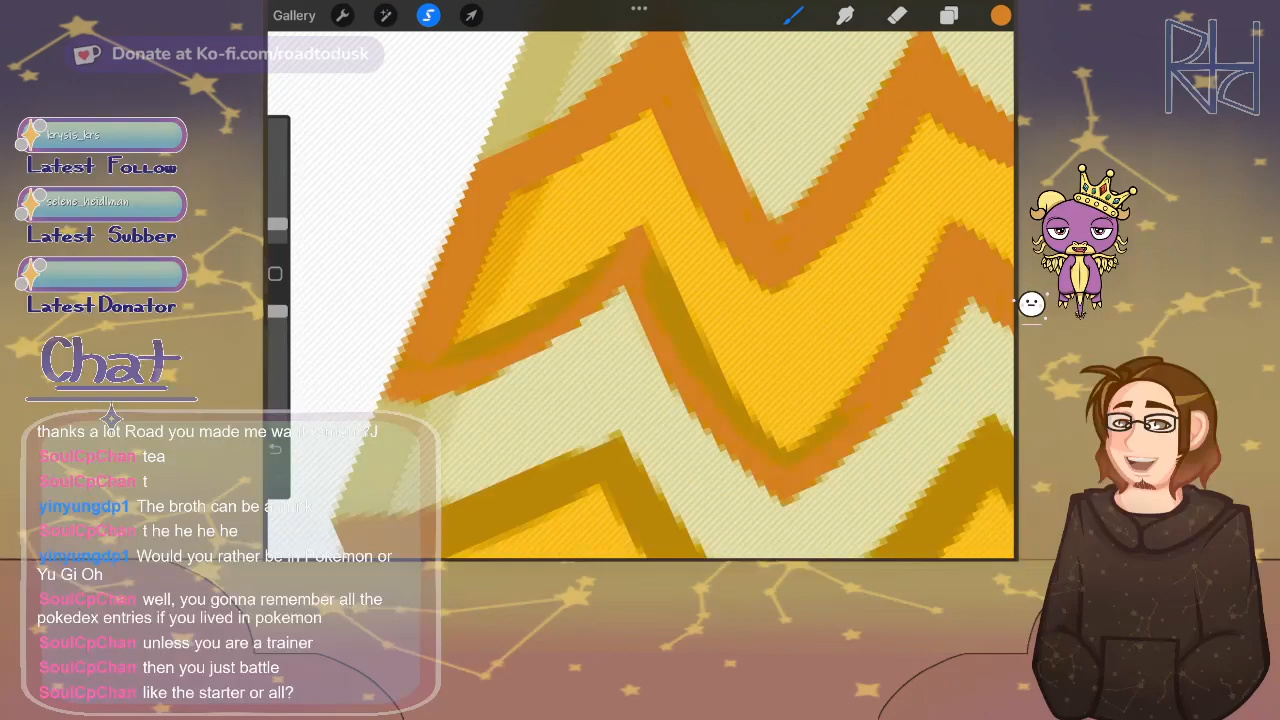 Gallery
Donate at Ko-fi.com/roadtodusk
krysis_krs
Latest Follow
selene_heidlman
Latest Subber
Latest Donator
Chat
thanks a lot Road you made me wa
SoulCpChan tea
SoulCpChan t
yinyungdp1 The broth can be a
SoulCpChan t he he he he
yinyungdp1 Would you rather be in Pokemon or
Yu Gi Oh
SoulCpChan well, you gonna remember all the
pokedex entries if you lived in pokemon
SoulCpChan unless you are a trainer
SoulCpChan then you just battle
SoulCpChan like the starter or all?